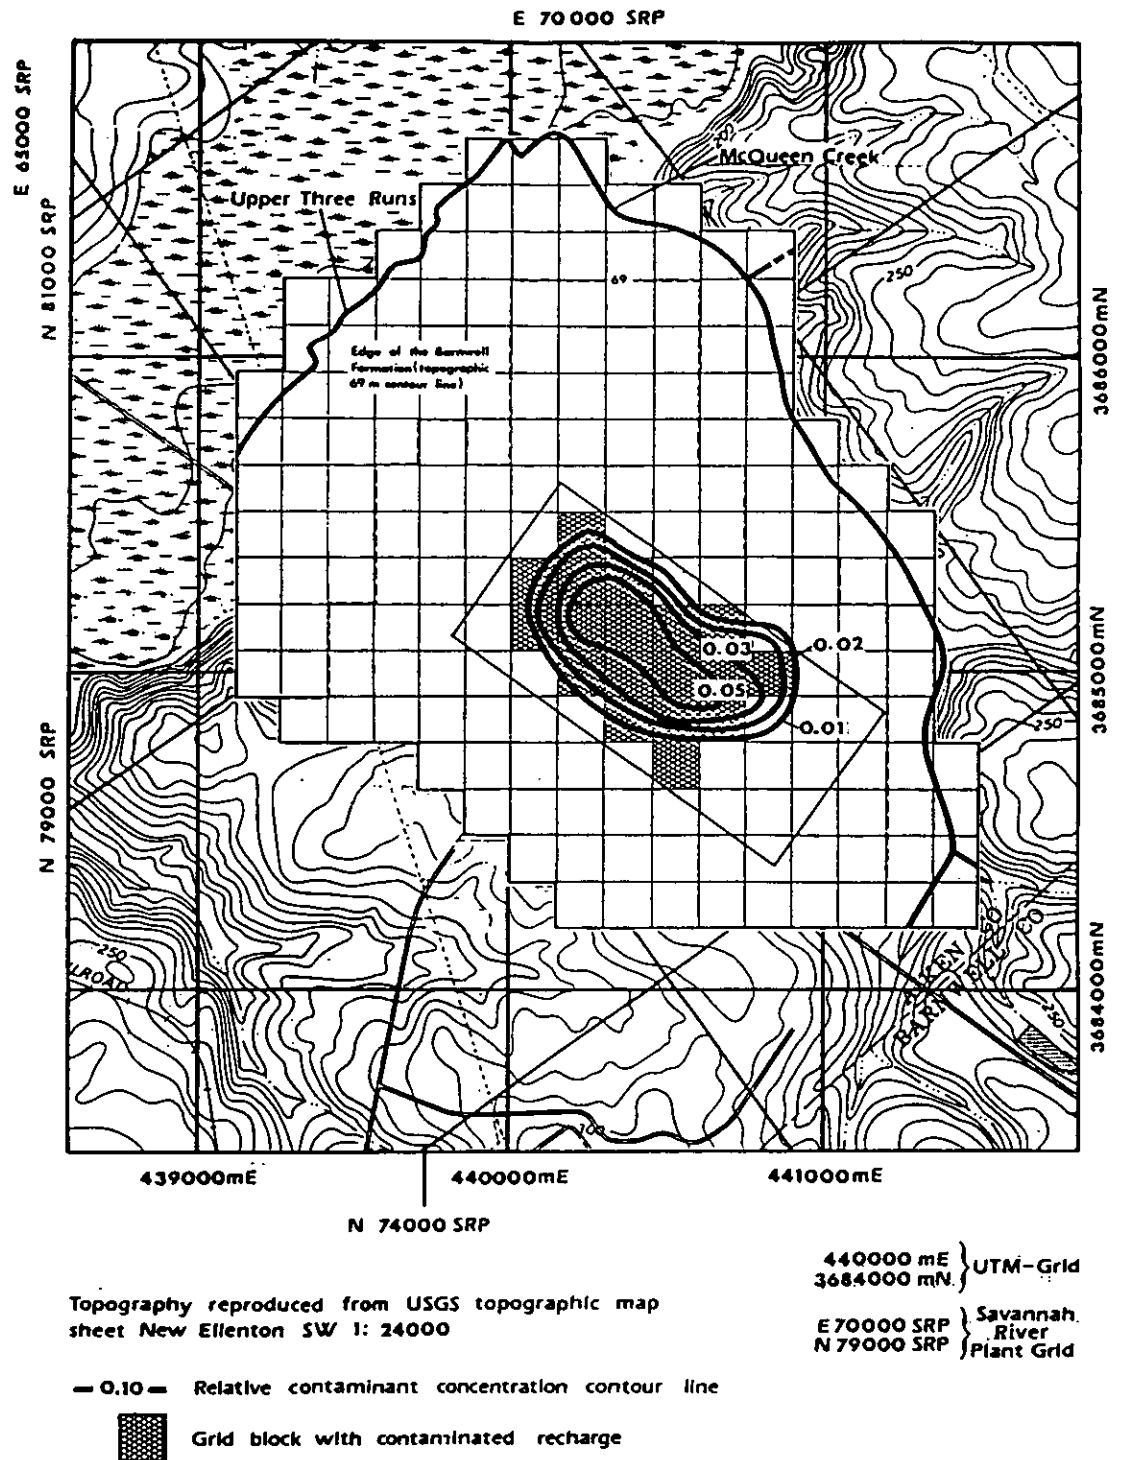 E 70000 SRP
E 65000 SRP
N 81000 SRP
N 79000 SRP
McQueen Creek
Upper Three Runs
69
250
Edge of the Barnwell
Formation (topographic
69 m contour line)
3686000mN
3685000mN
3684000mN
0.03
0.02
0.05
0.01
250
250
AIKEN CO
BARNWELL CO
250
300
439000mE
440000mE
441000mE
N 74000 SRP
440000 mE
3684000 mN
UTM-Grid
Topography reproduced from USGS topographic map
sheet New Ellenton SW 1: 24000
E 70000 SRP
N 79000 SRP
Savannah
River
Plant Grid
0.10 Relative contaminant concentration contour line
Grid block with contaminated recharge